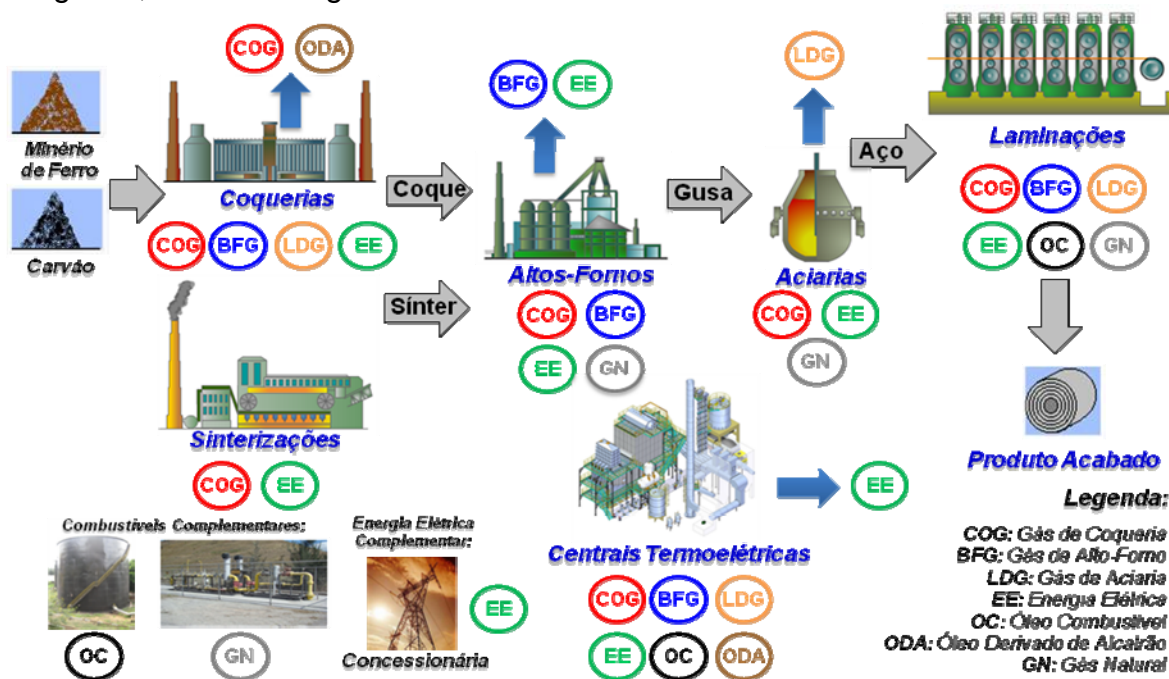 COG ODA
BFG EE
LDG
Minério
de Ferro
Carvão
Coquerias
COG BFG LDG EE
Coque
Sínter
Altos-Fornos
COG BFG
EE GN
Gusa
Aciarias
COG EE
GN
Aço
Laminações
COG BFG LDG
EE OC GN
Produto Acabado
Sinterizações
COG EE
Combustíveis Complementares:
OC GN
Energia Elétrica
Complementar:
EE
Concessionária
EE
Centrais Termoelétricas
COG BFG LDG
EE OC ODA
Legenda:
COG: Gás de Coqueria
BFG: Gás de Alto-Forno
LDG: Gás de Aciaria
EE: Energia Elétrica
OC: Óleo Combustível
ODA: Óleo Derivado de Alcatrão
GN: Gás Natural